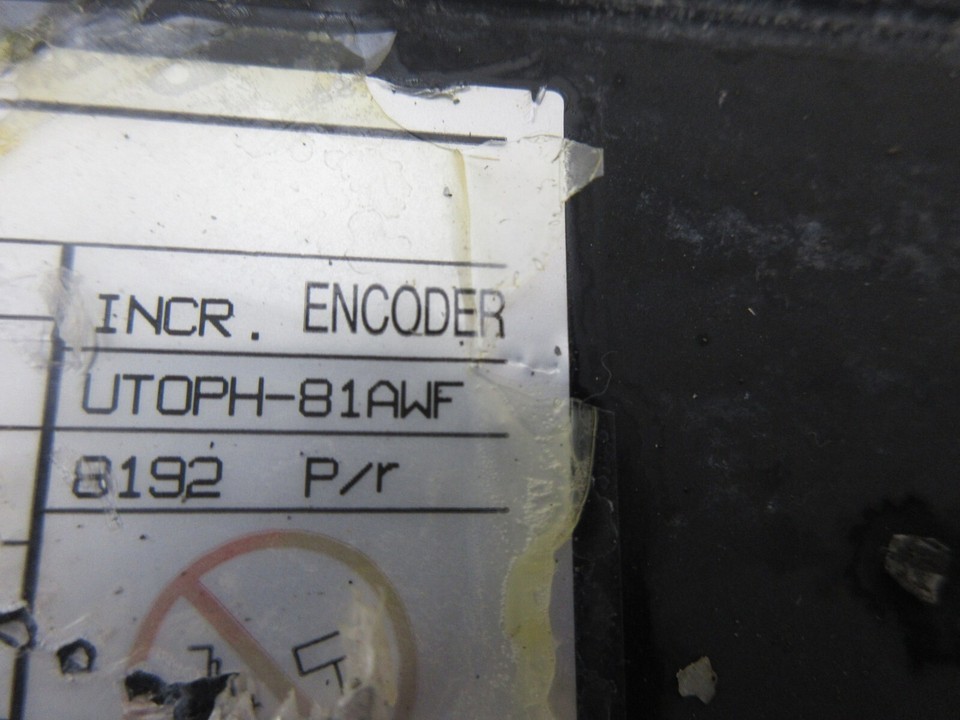 INCR. ENCODER
UTOPH-81AWF
8192 P/r